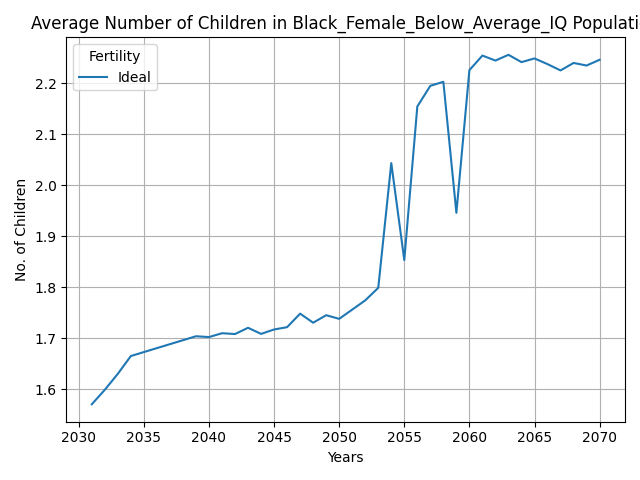 Average Number of Children in Black_Female_Below_Average_IQ Populati
Fertility
Ideal
2.2
2.1
2.0
1.9
1.8
1.7
1.6
No. of Children
2030 2035 2040 2045 2050 2055 2060 2065 2070
Years